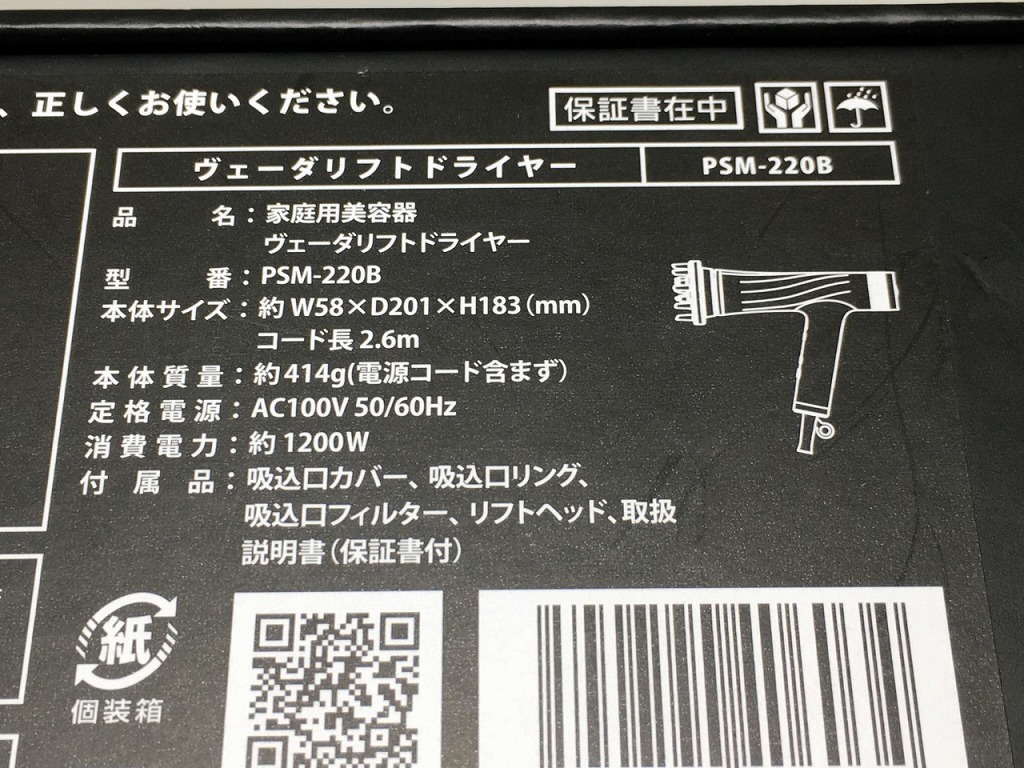 、正しくお使いください。
保証書在中
ヴェーダリフトドライヤー PSM-220B
品名：家庭用美容器
ヴェーダリフトドライヤー
型番：PSM-220B
本体サイズ：約 W58×D201×H183（mm）
コード長 2.6m
本体質量：約414g(電源コード含まず）
定格電源：AC100V 50/60Hz
消費電力：約 1200W
付属品：吸込口カバー、吸込口リング、
吸込口フィルター、リフトヘッド、取扱
説明書（保証書付）
紙
個装箱